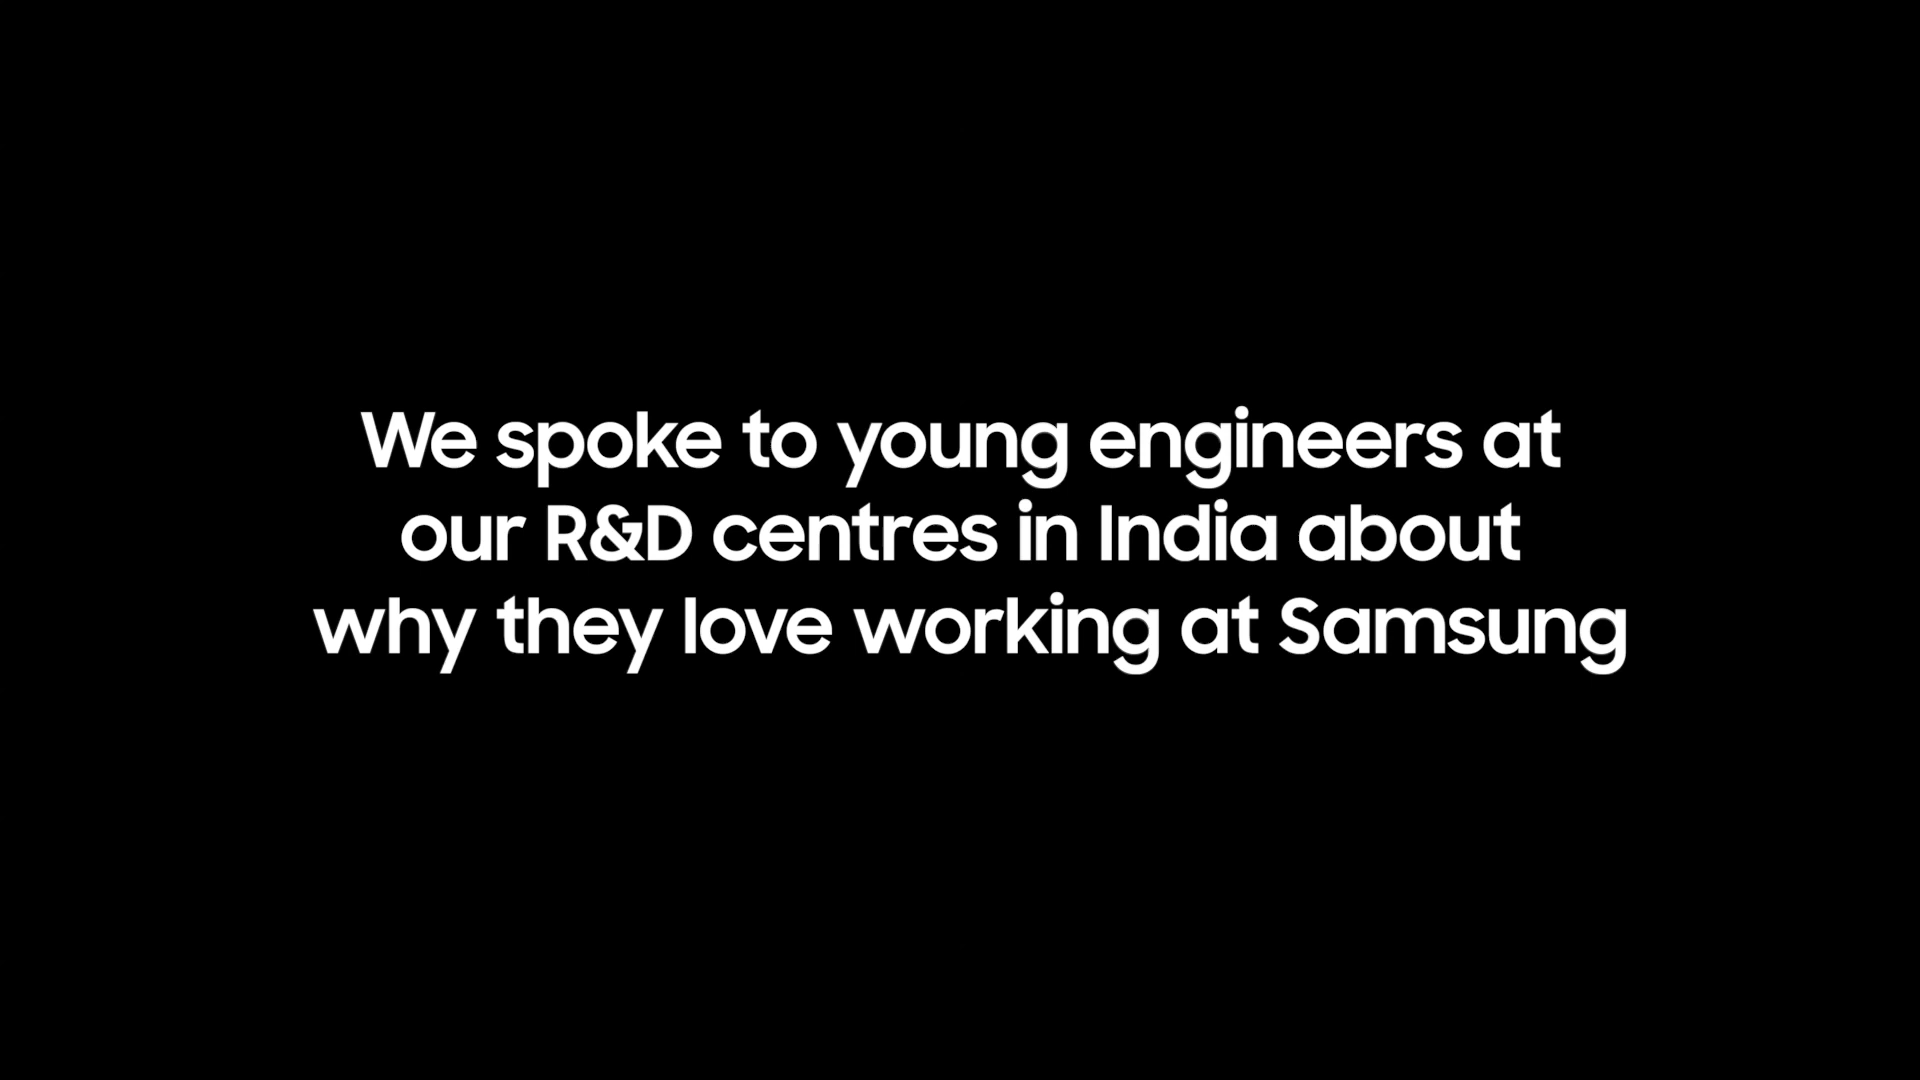 We spoke to young engineers at
our R&D centres in India about
why they love working at Samsung